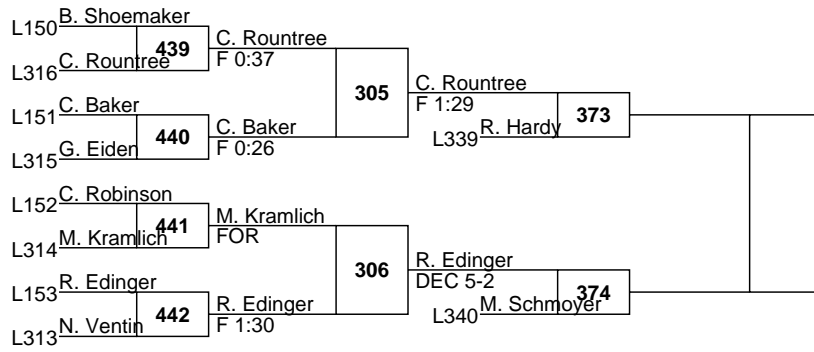 L150 B. Shoemaker
439
C. Rountree
F 0:37
L316 C. Rountree
305
C. Rountree
F 1:29
L151 C. Baker
440
C. Baker
F 0:26
L315 G. Eiden
L339 R. Hardy
373
L152 C. Robinson
441
M. Kramlich
FOR
L314 M. Kramlich
306
R. Edinger
DEC 5-2
L153 R. Edinger
442
R. Edinger
F 1:30
L313 N. Ventin
L340 M. Schmoyer
374